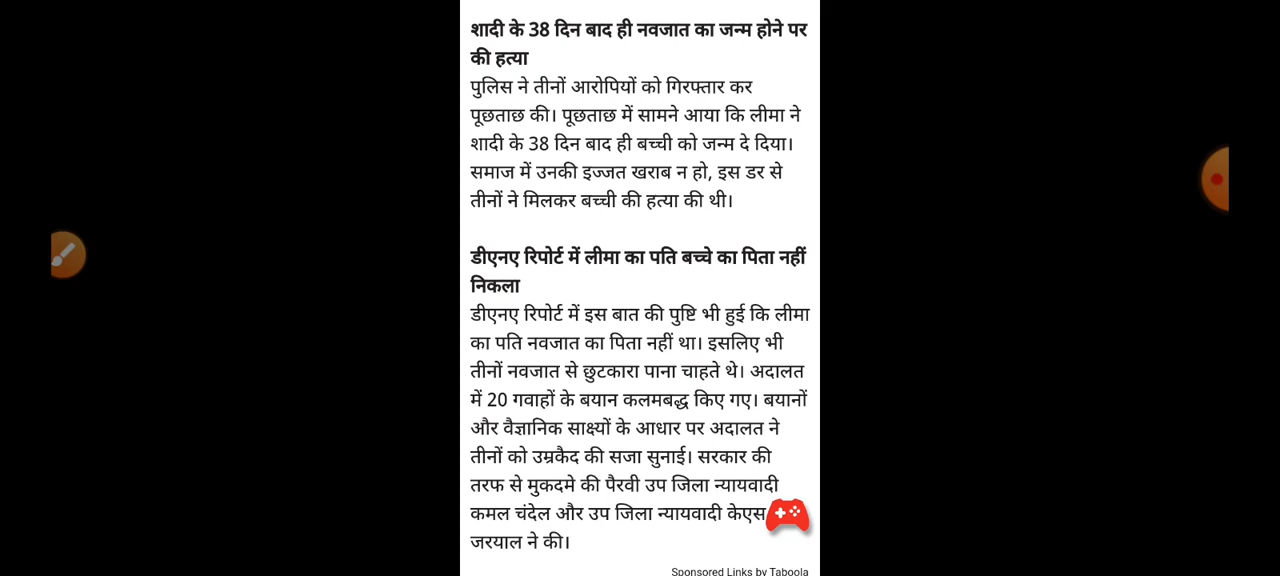 शादी के 38 दिन बाद ही नवजात का जन्म होने पर
की हत्या
पुलिस ने तीनों आरोपियों को गिरफ्तार कर
पूछताछ की। पूछताछ में सामने आया कि लीमा ने
शादी के 38 दिन बाद ही बच्ची को जन्म दे दिया।
समाज में उनकी इज्जत खराब न हो, इस डर से
तीनों ने मिलकर बच्ची की हत्या की थी।
डीएनए रिपोर्ट में लीमा का पति बच्चे का पिता नहीं
निकला
डीएनए रिपोर्ट में इस बात की पुष्टि भी हुई कि लीमा
का पति नवजात का पिता नहीं था। इसलिए भी
तीनों नवजात से छुटकारा पाना चाहते थे। अदालत
में 20 गवाहों के बयान कलमबद्ध किए गए। बयानों
और वैज्ञानिक साक्ष्यों के आधार पर अदालत ने
तीनों को उम्रकैद की सजा सुनाई। सरकार की
तरफ से मुकदमे की पैरवी उप जिला न्यायवादी
कमल चंदेल और उप जिला न्यायवादी केएस
जरयाल ने की।
Sponsored Links by Taboola